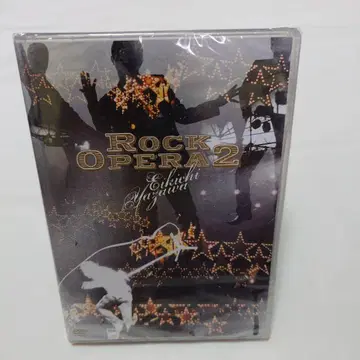 ROCK
OPERA 2
Eikichi
Yazawa